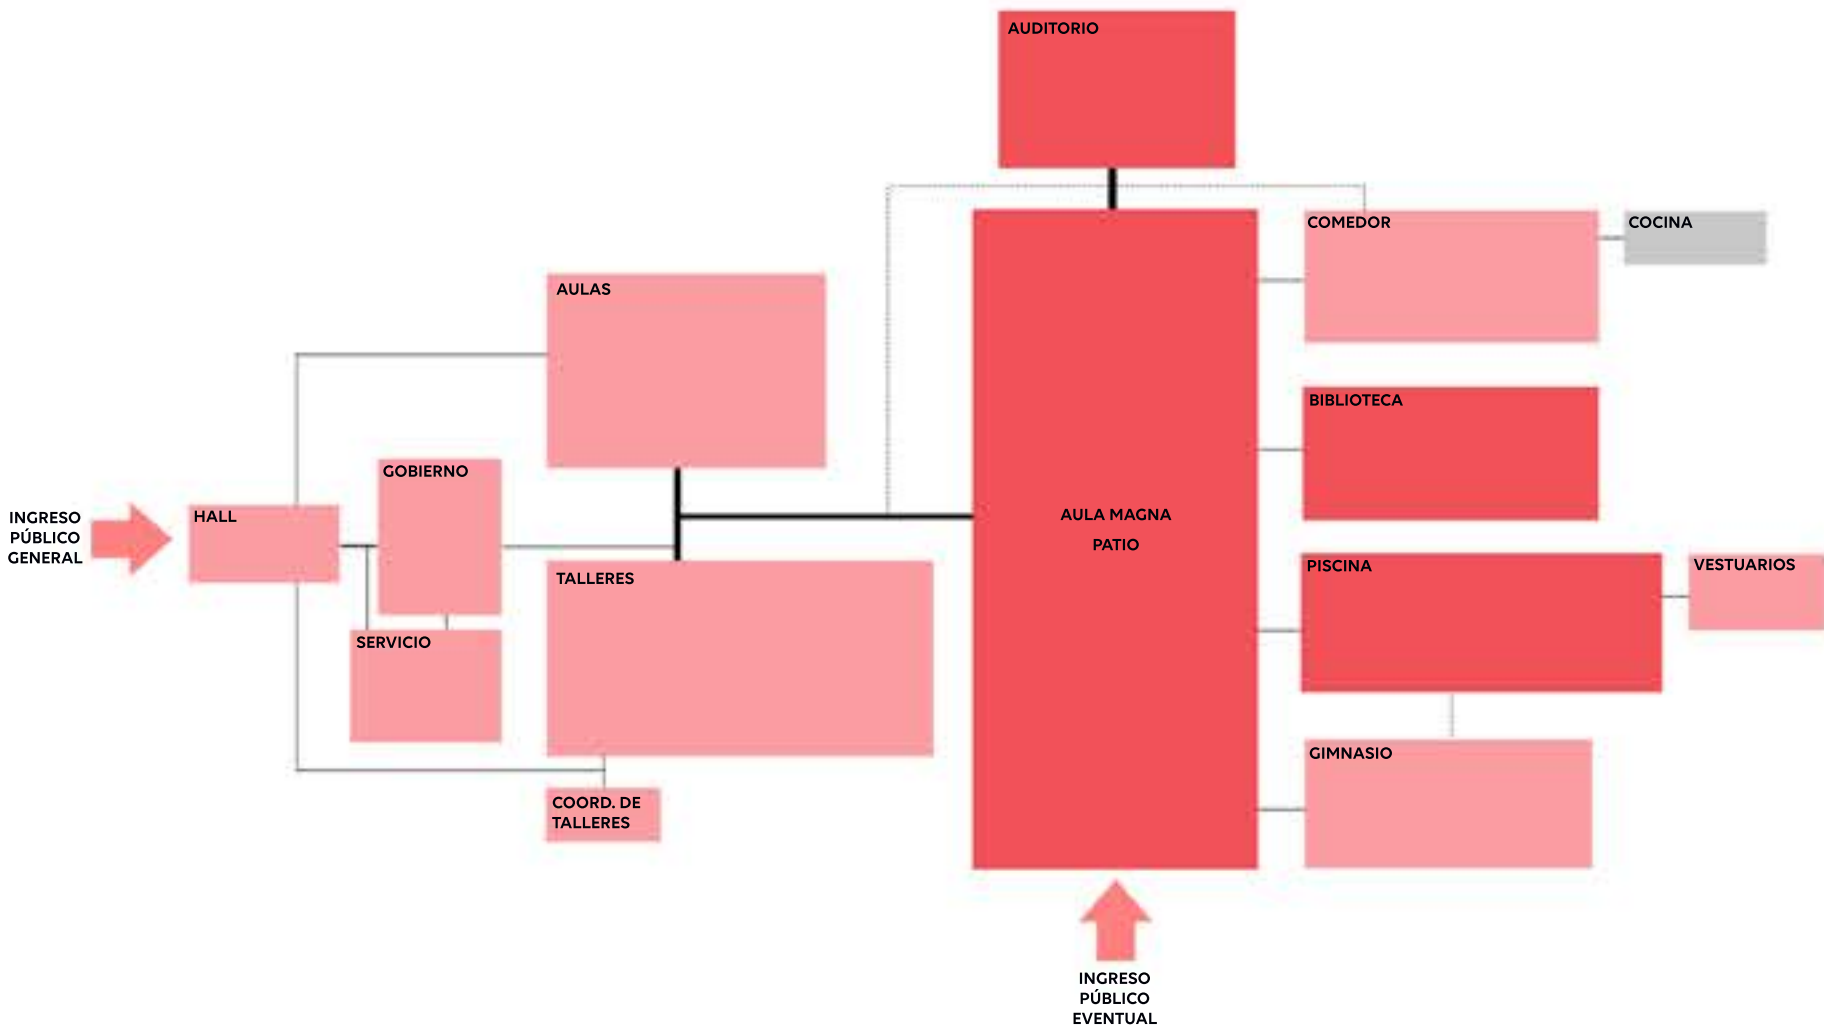 AUDITORIO
COMEDOR
COCINA
AULAS
BIBLIOTECA
GOBIERNO
HALL
INGRESO
PÚBLICO
GENERAL
AULA MAGNA
PATIO
PISCINA
VESTUARIOS
TALLERES
SERVICIO
GIMNASIO
COORD. DE
TALLERES
INGRESO
PÚBLICO
EVENTUAL